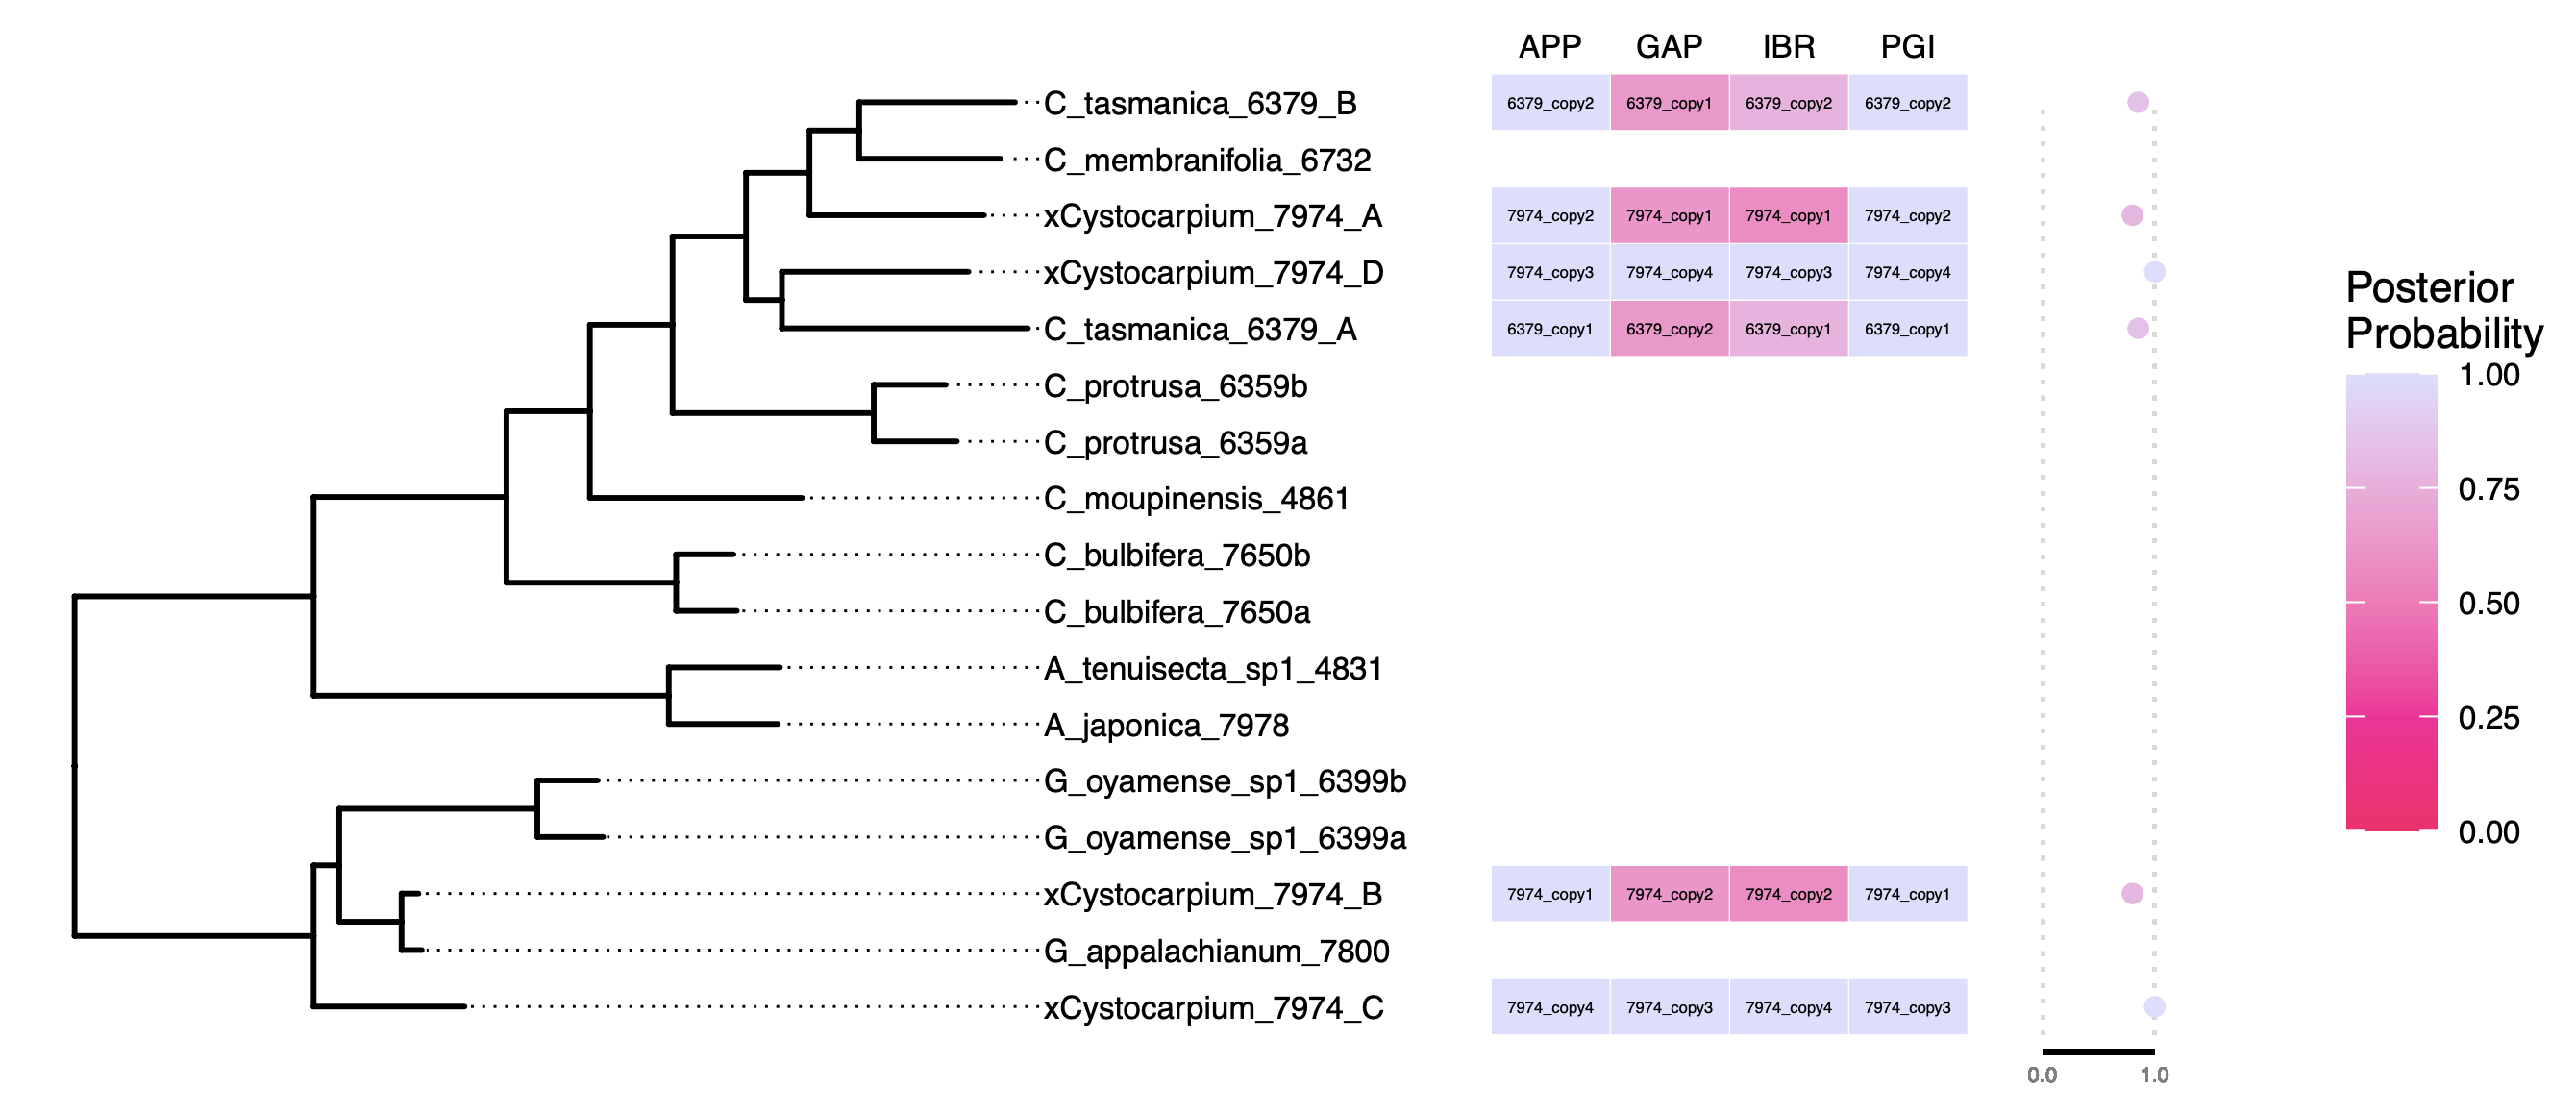 APP GAP IBR PGI
C_tasmanica_6379_B 6379_copy2 6379_copy1 6379_copy2 6379_copy2
C_membranifolia_6732
xCystocarpium_7974_A 7974_copy2 7974_copy1 7974_copy1 7974_copy2
xCystocarpium_7974_D 7974_copy3 7974_copy4 7974_copy3 7974_copy4
C_tasmanica_6379_A 6379_copy1 6379_copy2 6379_copy1 6379_copy1
C_protrusa_6359b
C_protrusa_6359a
C_moupinensis_4861
C_bulbifera_7650b
C_bulbifera_7650a
A_tenuisecta_sp1_4831
A_japonica_7978
G_oyamense_sp1_6399b
G_oyamense_sp1_6399a
xCystocarpium_7974_B 7974_copy1 7974_copy2 7974_copy2 7974_copy1
G_appalachianum_7800
xCystocarpium_7974_C 7974_copy4 7974_copy3 7974_copy4 7974_copy3
0.0 1.0
Posterior
Probability
1.00
0.75
0.50
0.25
0.00